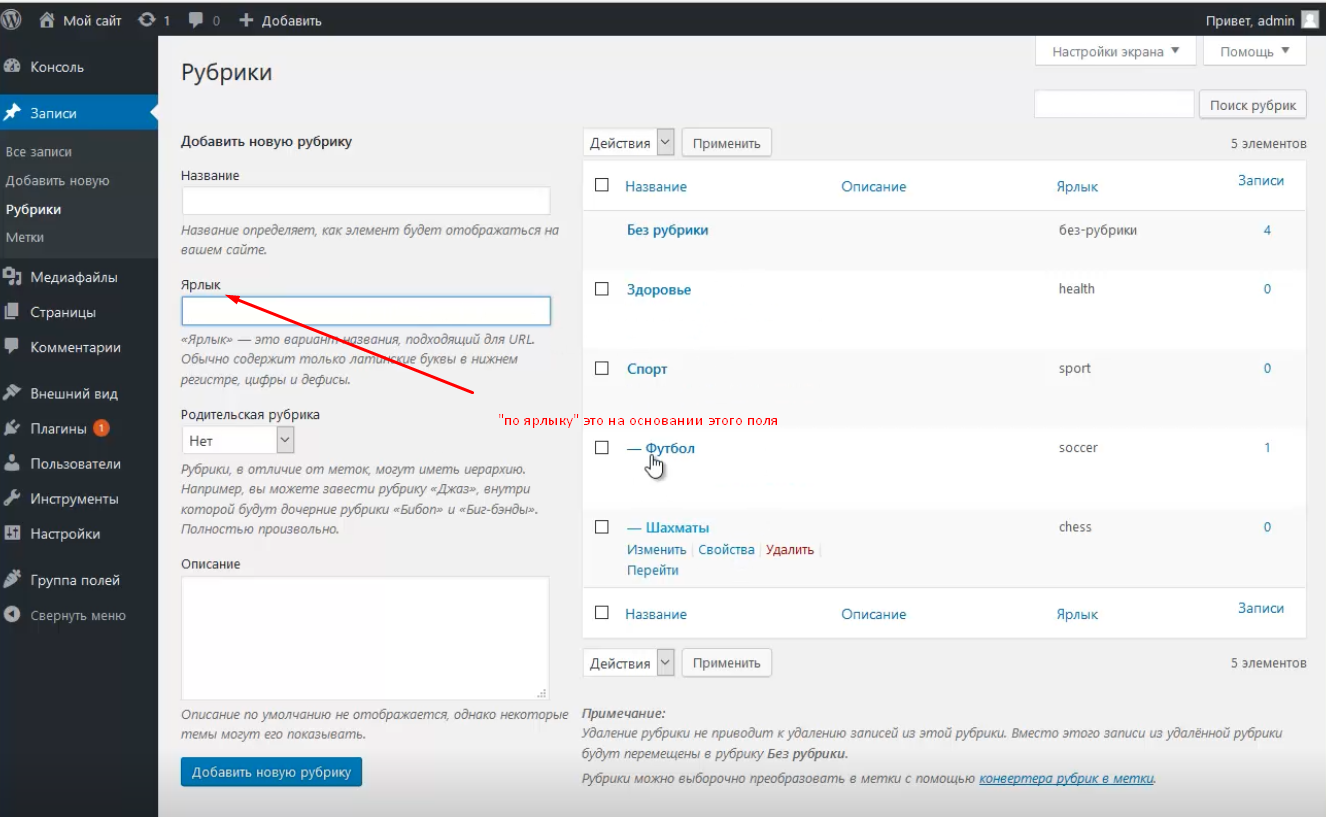 Мой сайт 1 0 Добавить
Привет, admin
Консоль
Записи
Все записи
Добавить новую
Рубрики
Метки
Медиафайлы
Страницы
Комментарии
Внешний вид
Плагины 1
Пользователи
Инструменты
Настройки
Группа полей
Свернуть меню
Настройки экрана
Помощь
Рубрики
Поиск рубрик
Добавить новую рубрику
Название
Название определяет, как элемент будет отображаться на
вашем сайте.
Ярлык
«Ярлык» — это вариант названия, подходящий для URL.
Обычно содержит только латинские буквы в нижнем
регистре, цифры и дефисы.
"по ярлыку" это на основании этого поля
Родительская рубрика
Нет
Рубрики, в отличие от меток, могут иметь иерархию.
Например, вы можете завести рубрику «Джаз», внутри
которой будут дочерние рубрики «Бибоп» и «Биг-бэнды».
Полностью произвольно.
Описание
Описание по умолчанию не отображается, однако некоторые
темы могут его показывать.
Добавить новую рубрику
Действия Применить 5 элементов
Название Описание Ярлык Записи
Без рубрики без-рубрики 4
Здоровье health 0
Спорт sport 0
— Футбол soccer 1
— Шахматы chess 0
Изменить | Свойства | Удалить |
Перейти
Название Описание Ярлык Записи
Действия Применить 5 элементов
Примечание:
Удаление рубрики не приводит к удалению записей из этой рубрики. Вместо этого записи из удалённой рубрики
будут перемещены в рубрику Без рубрики.
Рубрики можно выборочно преобразовать в метки с помощью конвертера рубрик в метки.